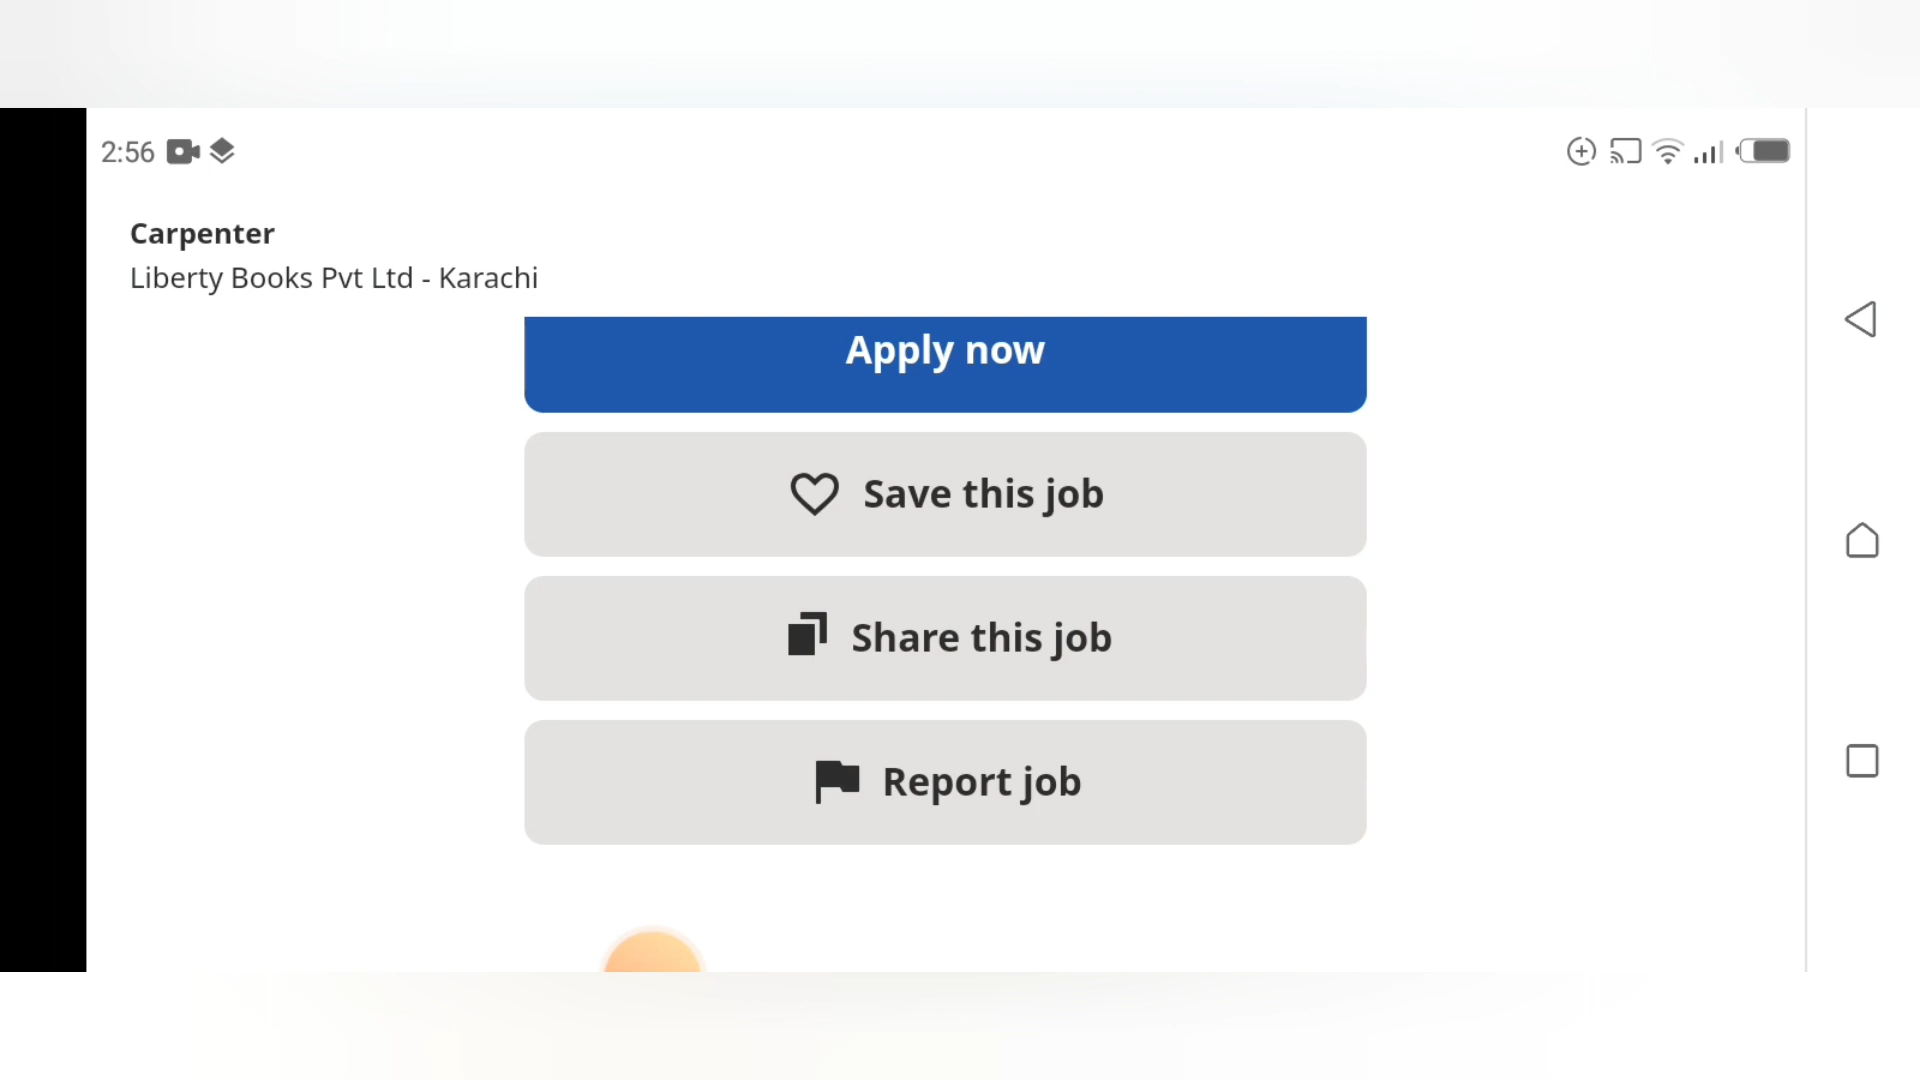 2:56
Carpenter
Liberty Books Pvt Ltd - Karachi
Apply now
Save this job
Share this job
Report job